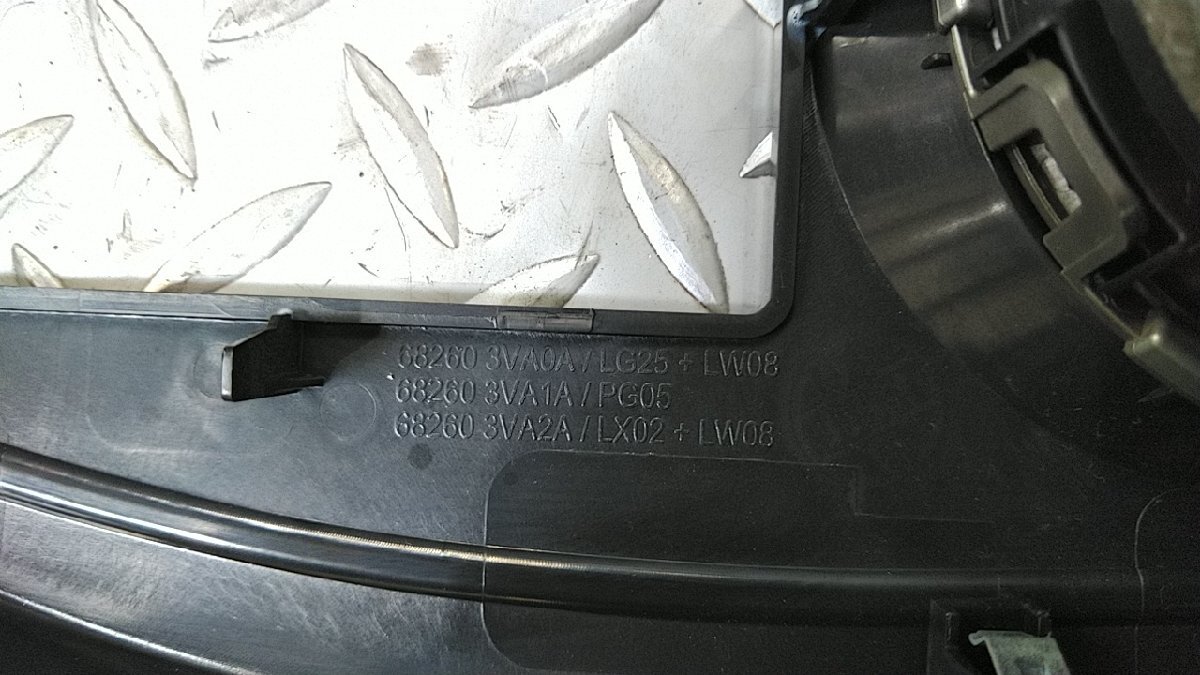 68260 3VA0A / LG25 + LW08
68260 3VA1A / PG05
68260 3VA2A / LX02 + LW08